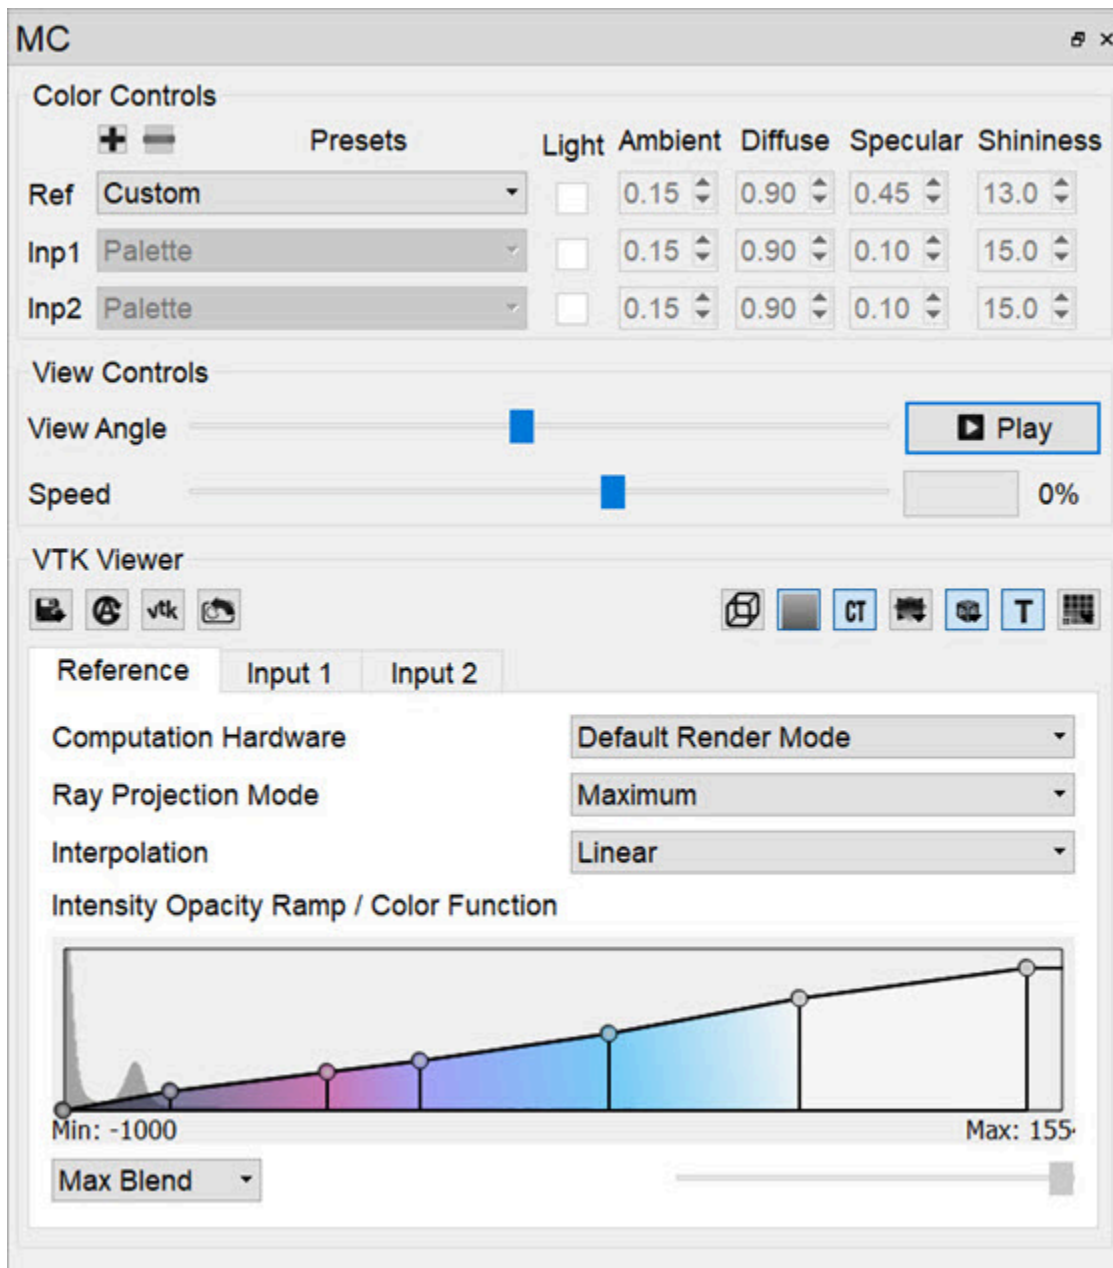 MC
Color Controls
Presets Light Ambient Diffuse Specular Shininess
Ref Custom 0.15 0.90 0.45 13.0
Inp1 Palette 0.15 0.90 0.10 15.0
Inp2 Palette 0.15 0.90 0.10 15.0
View Controls
View Angle Play
Speed 0%
VTK Viewer
A vtk CT T
Reference Input 1 Input 2
Computation Hardware Default Render Mode
Ray Projection Mode Maximum
Interpolation Linear
Intensity Opacity Ramp / Color Function
Min: -1000 Max: 155
Max Blend